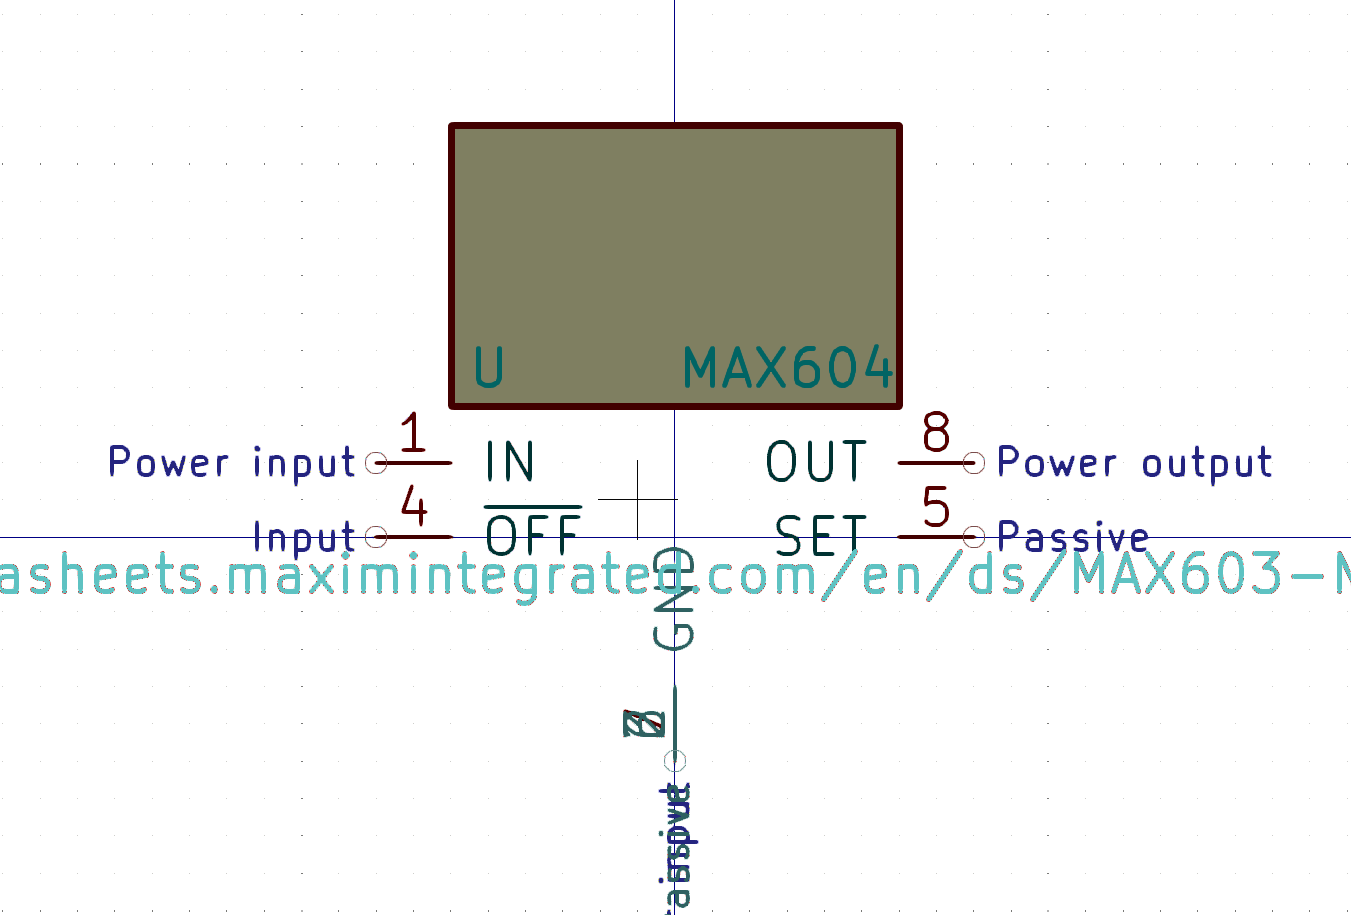 U MAX604
1 8
Power input IN OUT Power output
4 5
Input OFF SET Passive
asheets.maximintegrated.com/en/ds/MAX603-M
GND